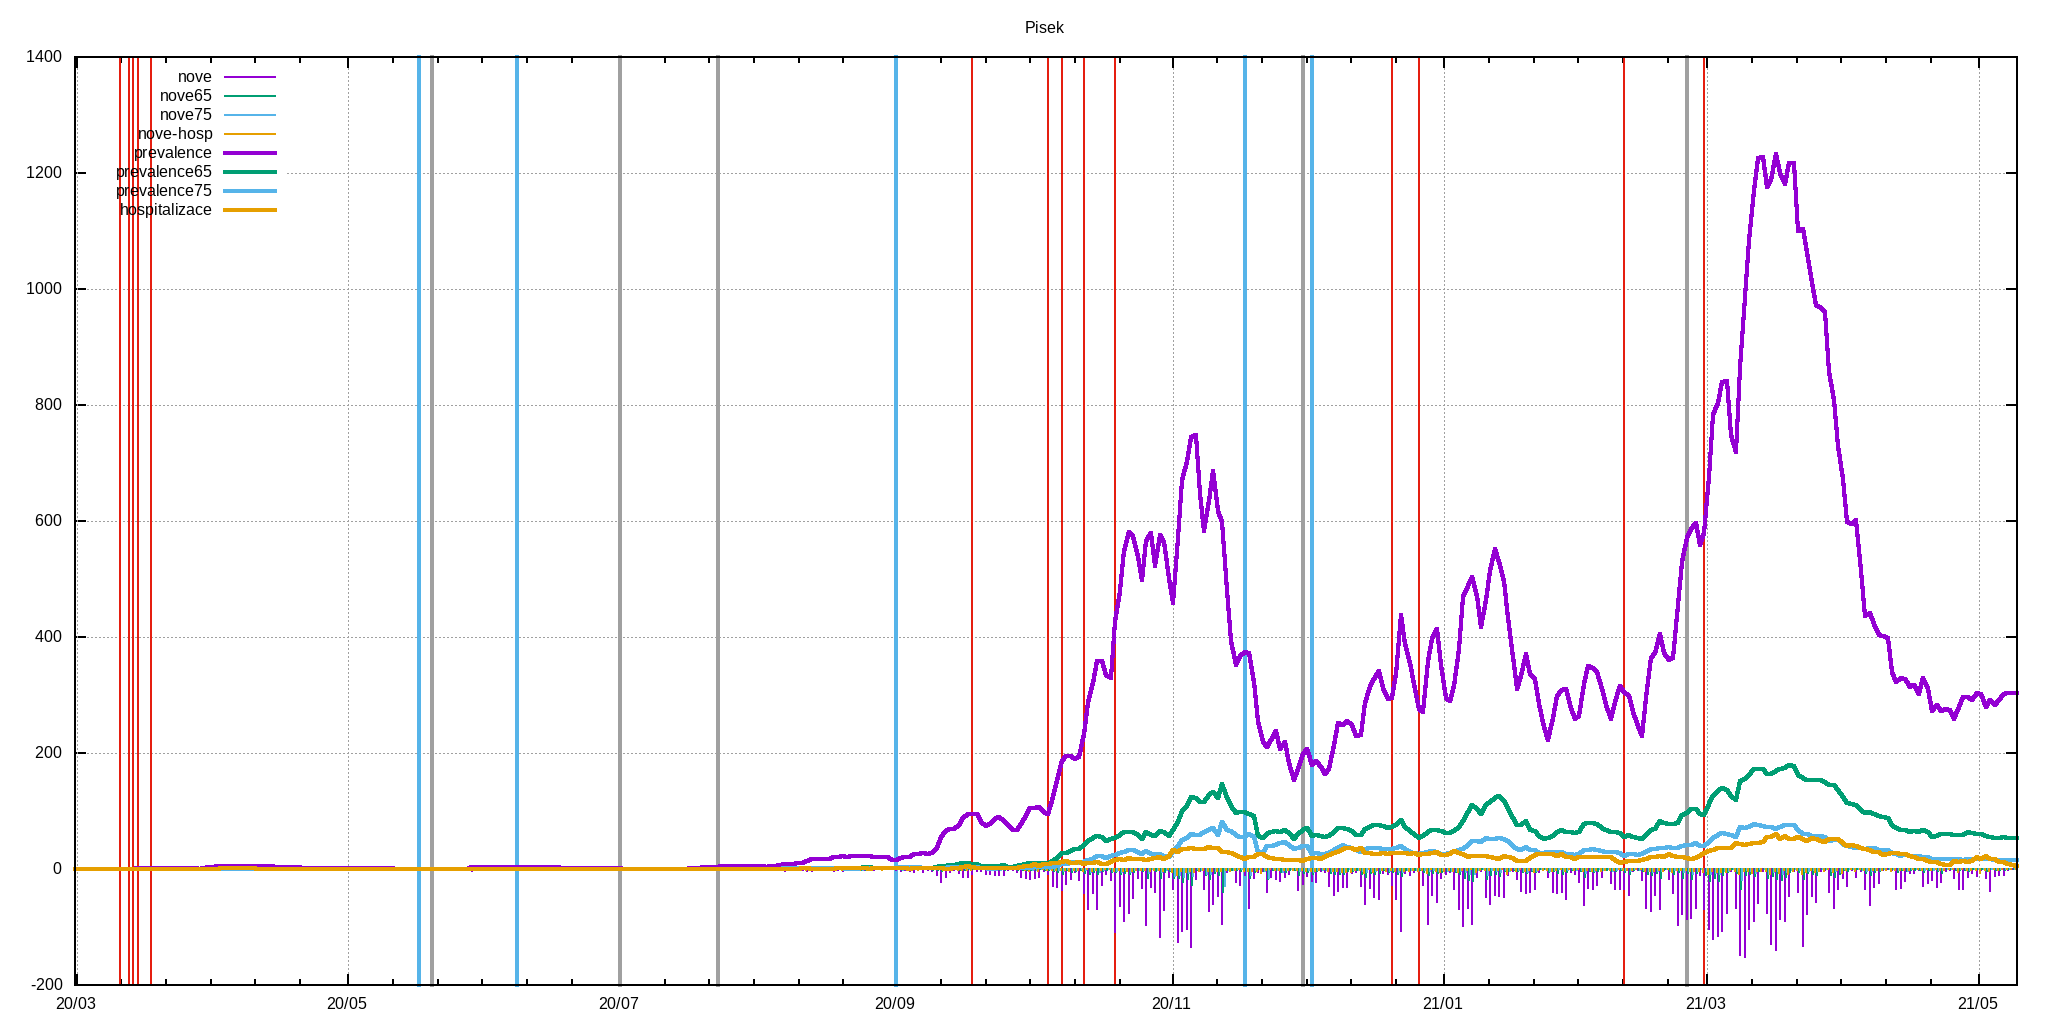 Pisek
1400
1200
1000
800
600
400
200
0
-200
nove
nove65
nove75
nove-hosp
prevalence
prevalence65
prevalence75
hospitalizace
20/03 20/05 20/07 20/09 20/11 21/01 21/03 21/05